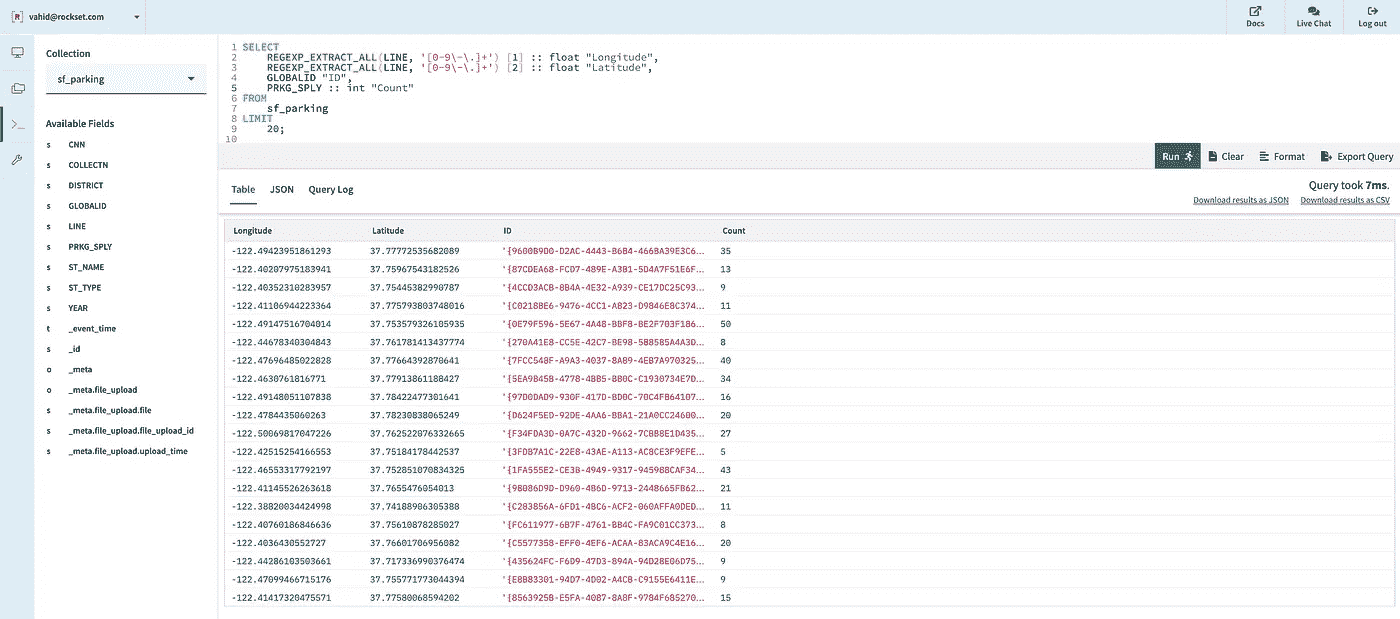 [R] vahid@rockset.com
Docs
Live Chat
Log out
Collection
sf_parking
Available Fields
s CNN
s COLLECTN
s DISTRICT
s GLOBALID
s LINE
s PRKG_SPLY
s ST_NAME
s ST_TYPE
s YEAR
t _event_time
s _id
o _meta
o _meta.file_upload
s _meta.file_upload.file
s _meta.file_upload.file_upload_id
s _meta.file_upload.upload_time
1 SELECT
2 REGEXP_EXTRACT_ALL(LINE, '[0-9\-\.]+') [1] :: float "Longitude",
3 REGEXP_EXTRACT_ALL(LINE, '[0-9\-\.]+') [2] :: float "Latitude",
4 GLOBALID "ID",
5 PRKG_SPLY :: int "Count"
6 FROM
7 sf_parking
8 LIMIT
9 20;
10
Run Clear Format Export Query
Table JSON Query Log
Query took 7ms.
Download results as JSON Download results as CSV
Longitude Latitude ID Count
-122.49423951861293 37.77772535682089 '{9600B9D0-D2AC-4443-B6B4-466BA39E3C6... 35
-122.40207975183941 37.75967543182526 '{87CDEA68-FCD7-489E-A3B1-5D4A7F51E6F... 13
-122.40352310283957 37.75445382990787 '{4CCD3ACB-8B4A-4E32-A939-CE17DC25C93... 9
-122.41106944223364 37.775793803748016 '{C0218BE6-9476-4CC1-A823-D9846E8C374... 11
-122.49147516704014 37.753579326105935 '{0E79F596-5E67-4A48-BBF8-BE2F703F186... 50
-122.44678340304843 37.761781413437774 '{270A41E8-CC5E-42C7-BE98-5B8585A4A3D... 8
-122.47696485022828 37.77664392870641 '{7FCC548F-A9A3-4037-8A89-4EB7A970325... 40
-122.4630761816771 37.77913861188427 '{5EA9B45B-4778-4BB5-BB0C-C1930734E7D... 34
-122.49148051107838 37.78422477301641 '{97D0DAD9-930F-417D-BD0C-70C4FB64107... 16
-122.4784435060263 37.78230838065249 '{D624F5ED-92DE-4AA6-BBA1-21A0CC24600... 20
-122.50069817047226 37.762522076332665 '{F34FDA3D-0A7C-432D-9662-7CBB8E1D435... 27
-122.42515254166553 37.75184178442537 '{3FDB7A1C-22E8-43AE-A113-AC8CE3F9EFE... 5
-122.46553317792197 37.752851070834325 '{1FA555E2-CE3B-4949-9317-945988CAF34... 43
-122.41145526263618 37.7655476054013 '{9B086D9D-D960-4B6D-9713-2448665FB62... 21
-122.38820034424998 37.74188906305388 '{C283856A-6FD1-4BC6-ACF2-060AFFA0DED... 11
-122.40760186846636 37.75610878285027 '{FC611977-6B7F-4761-BB4C-FA9C01CC373... 8
-122.4036430552727 37.76601706956082 '{C5577358-EFF0-4EF6-ACAA-83ACA9C4E16... 20
-122.44286103503661 37.717336990376474 '{435624FC-F6D9-47D3-894A-94D28E06D75... 9
-122.47099466715176 37.755771773044394 '{E8B83301-94D7-4D02-A4CB-C9155E6411E... 9
-122.41417320475571 37.77580068594202 '{8563925B-E5FA-4087-8A8F-9784F685270... 15